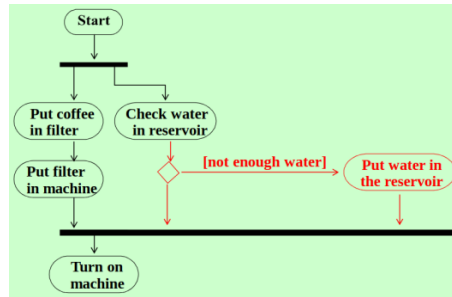 Start
Put coffee
in filter
Check water
in reservoir
[not enough water]
Put filter
in machine
Put water in
the reservoir
Turn on
machine